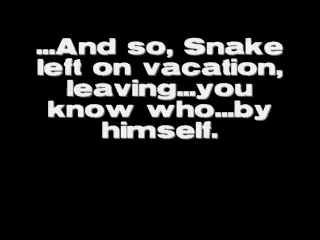 ...And so, Snake
left on vacation,
leaving...you
know who...by
himself.